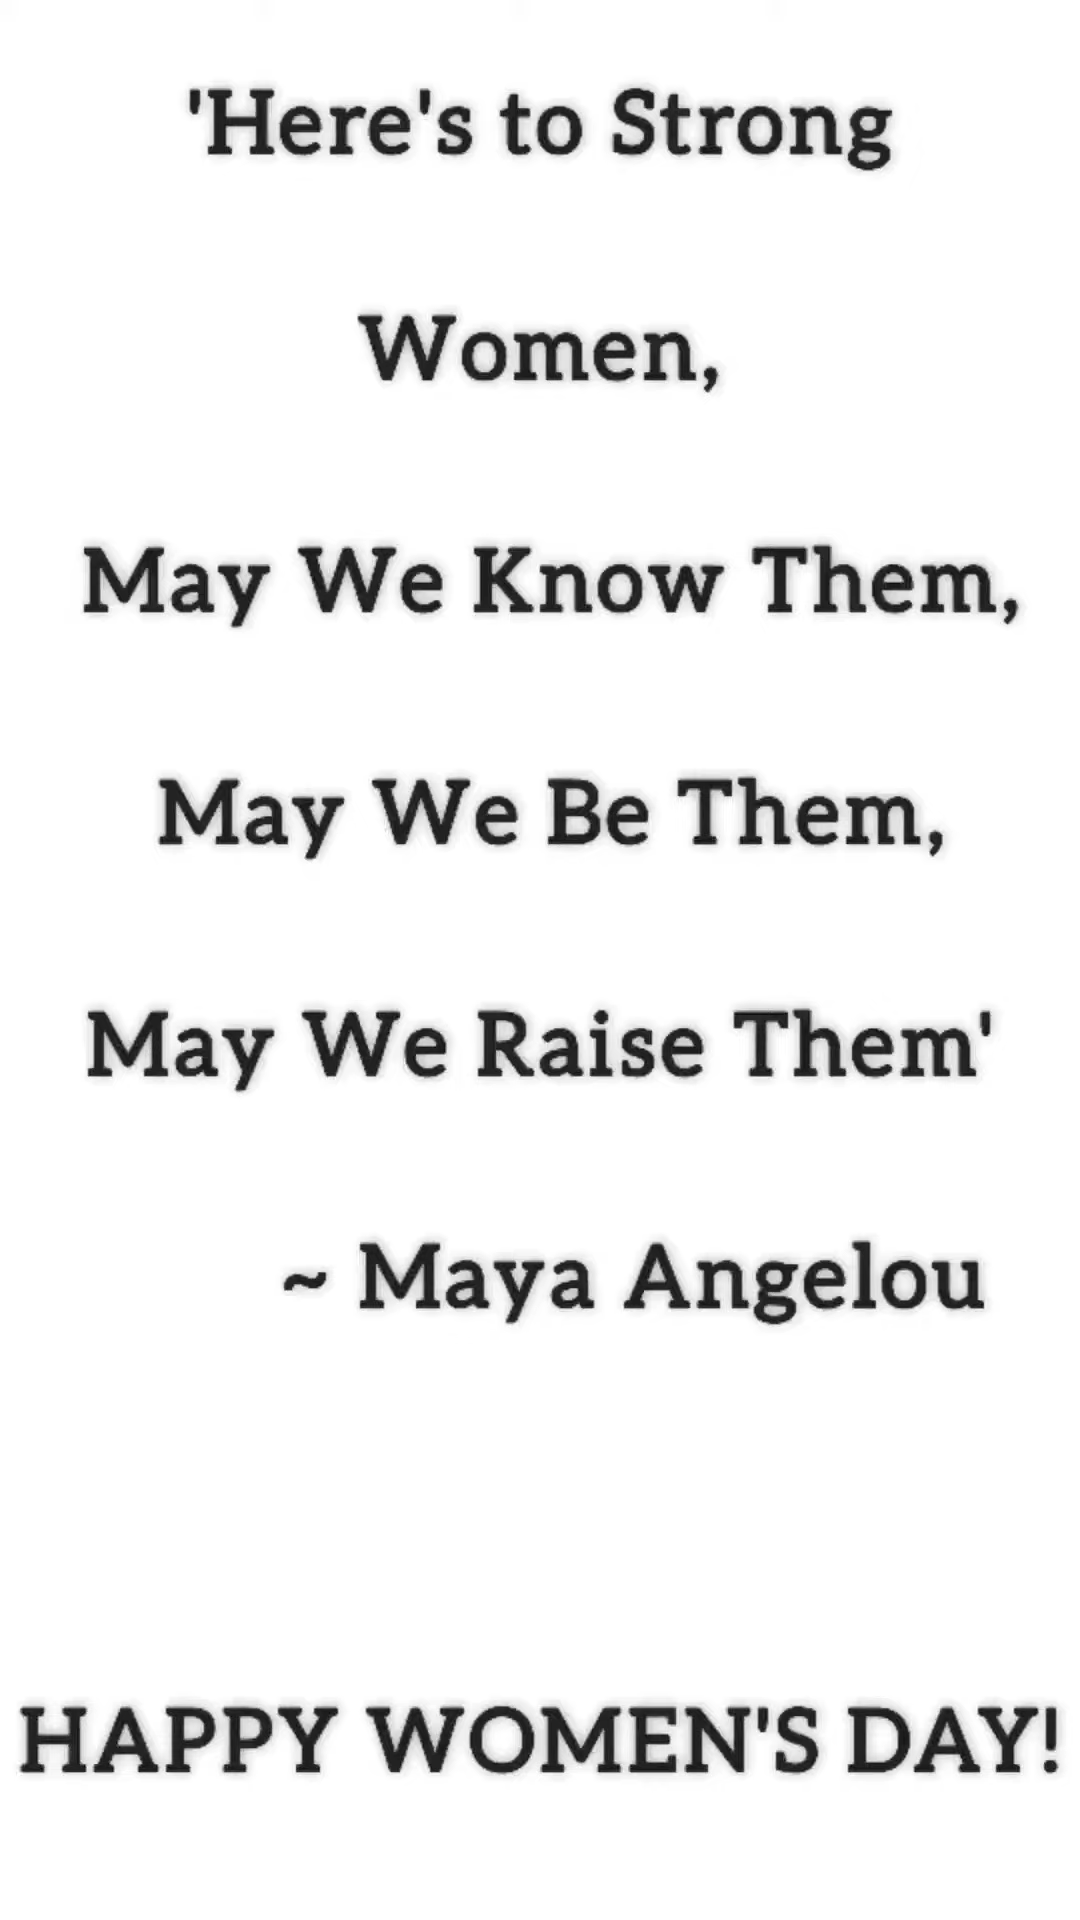 'Here's to Strong
Women,
May We Know Them,
May We Be Them,
May We Raise Them'
~ Maya Angelou
HAPPY WOMEN'S DAY!